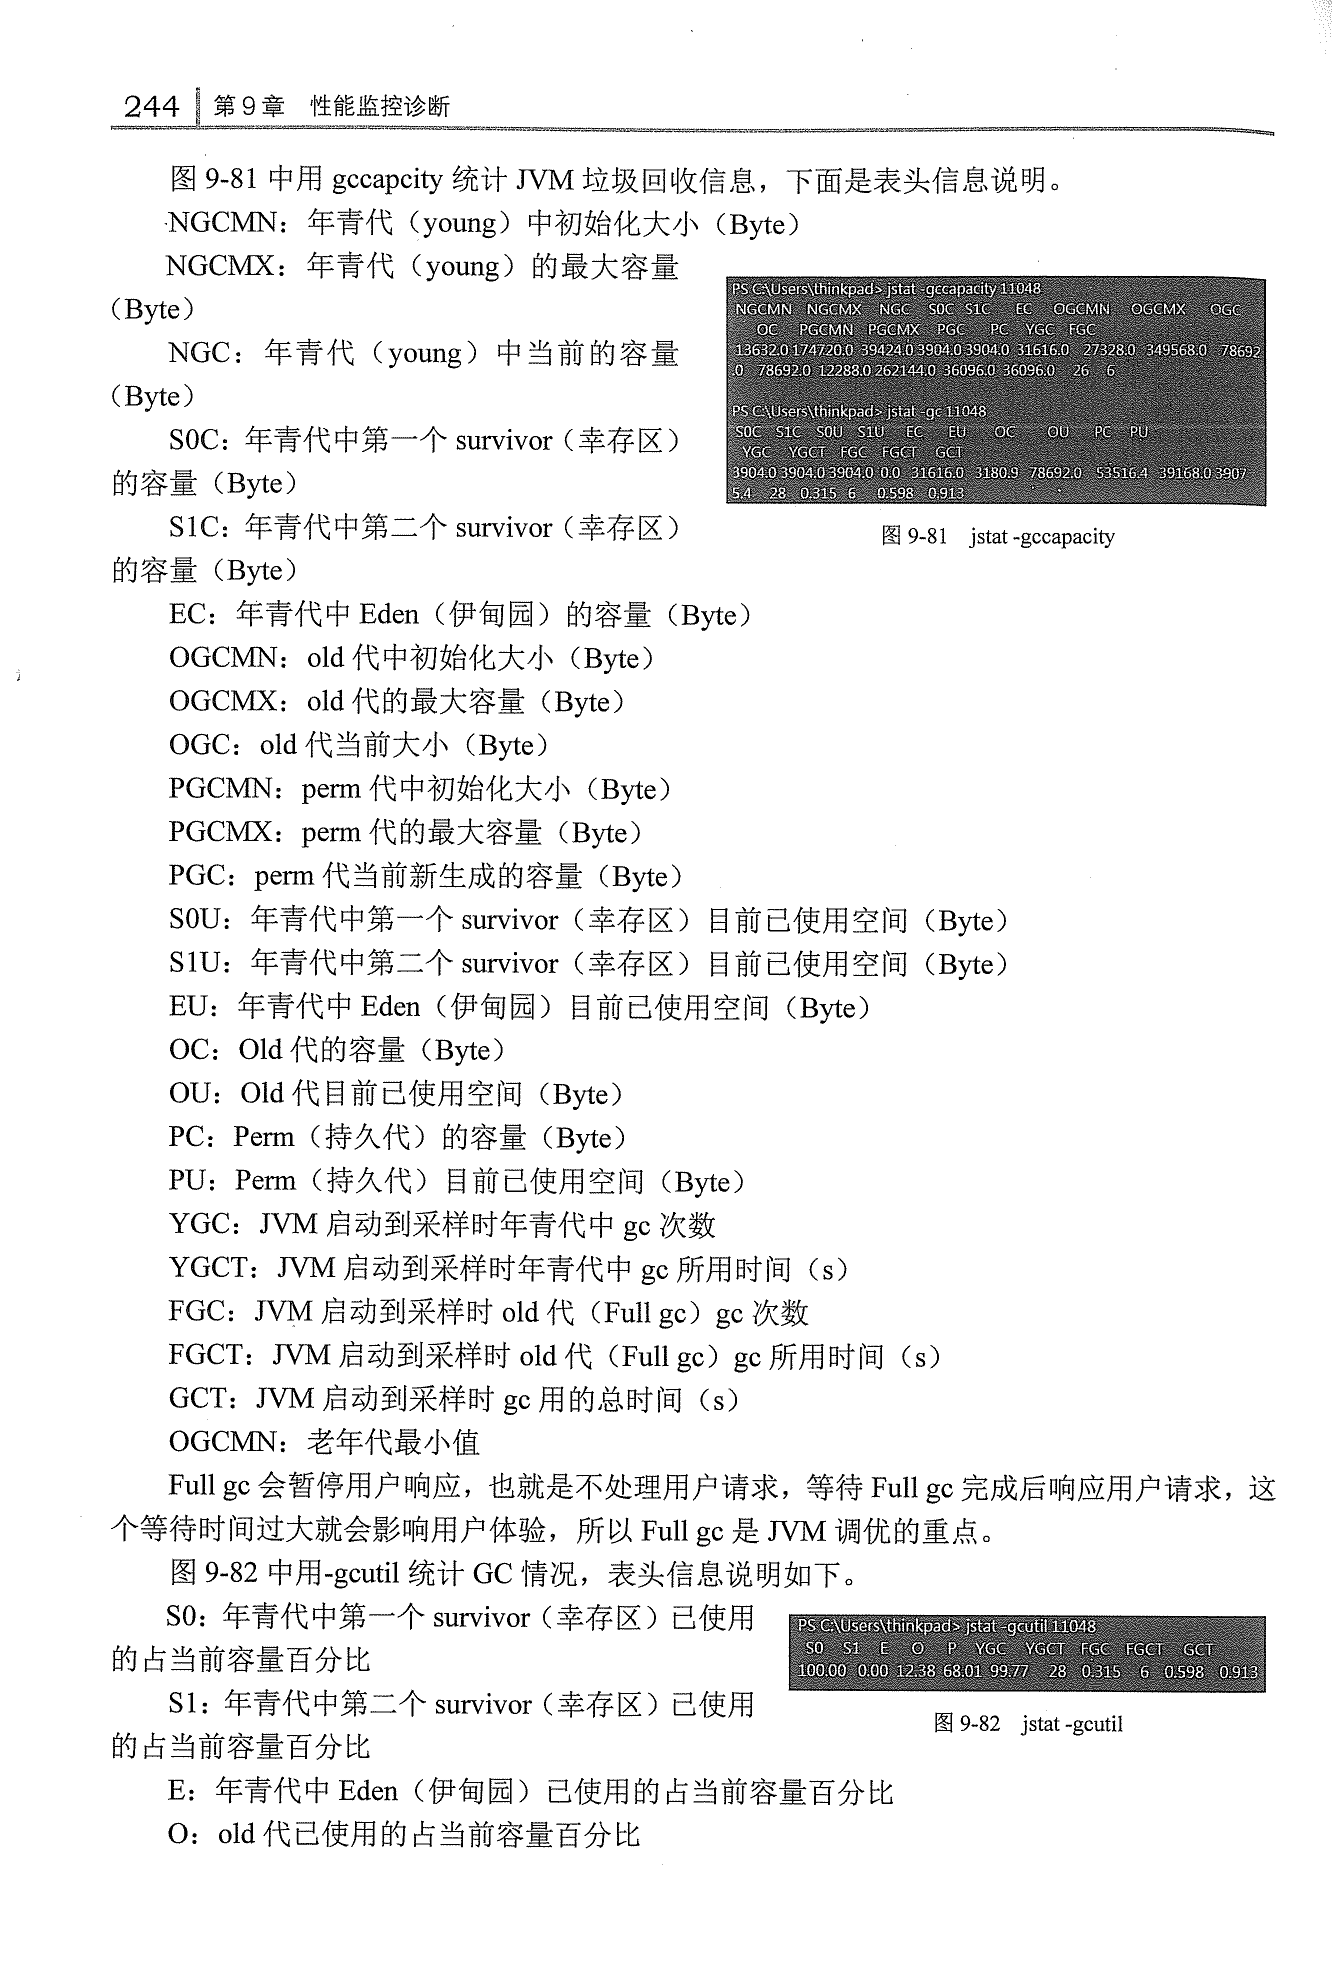 244 第9章 性能监控诊断
图 9-81 中用 gccapcity 统计 JVM 垃圾回收信息，下面是表头信息说明。
NGCMN：年青代（young）中初始化大小（Byte）
NGCMX：年青代（young）的最大容量
（Byte）
NGC：年青代（young）中当前的容量
（Byte）
S0C：年青代中第一个 survivor（幸存区）
的容量（Byte）
S1C：年青代中第二个 survivor（幸存区）
的容量（Byte）
PS C:\Users\thinkpad> jstat -gccapacity 11048
NGCMN NGCMX NGC S0C S1C EC OGCMN OGCMX OGC
OC PGCMN PGCMX PGC PC YGC FGC
13632.0 174720.0 39424.0 3904.0 3904.0 31616.0 27328.0 349568.0 78692
.0 78692.0 12288.0 262144.0 36096.0 36096.0 26 6
PS C:\Users\thinkpad> jstat -gc 11048
S0C S1C S0U S1U EC EU OC OU PC PU
YGC YGCT FGC FGCT GCT
3904.0 3904.0 3904.0 0.0 31616.0 3180.9 78692.0 53516.4 39168.0 3907
5.4 28 0.315 6 0.598 0.913
图 9-81 jstat -gccapacity
EC：年青代中 Eden（伊甸园）的容量（Byte）
OGCMN：old 代中初始化大小（Byte）
OGCMX：old 代的最大容量（Byte）
OGC：old 代当前大小（Byte）
PGCMN：perm 代中初始化大小（Byte）
PGCMX：perm 代的最大容量（Byte）
PGC：perm 代当前新生成的容量（Byte）
S0U：年青代中第一个 survivor（幸存区）目前已使用空间（Byte）
S1U：年青代中第二个 survivor（幸存区）目前已使用空间（Byte）
EU：年青代中 Eden（伊甸园）目前已使用空间（Byte）
OC：Old 代的容量（Byte）
OU：Old 代目前已使用空间（Byte）
PC：Perm（持久代）的容量（Byte）
PU：Perm（持久代）目前已使用空间（Byte）
YGC：JVM 启动到采样时年青代中 gc 次数
YGCT：JVM 启动到采样时年青代中 gc 所用时间（s）
FGC：JVM 启动到采样时 old 代（Full gc）gc 次数
FGCT：JVM 启动到采样时 old 代（Full gc）gc 所用时间（s）
GCT：JVM 启动到采样时 gc 用的总时间（s）
OGCMN：老年代最小值
Full gc 会暂停用户响应，也就是不处理用户请求，等待 Full gc 完成后响应用户请求，这
个等待时间过大就会影响用户体验，所以 Full gc 是 JVM 调优的重点。
图 9-82 中用-gcutil 统计 GC 情况，表头信息说明如下。
S0：年青代中第一个 survivor（幸存区）已使用
的占当前容量百分比
S1：年青代中第二个 survivor（幸存区）已使用
的占当前容量百分比
PS C:\Users\thinkpad> jstat -gcutil 11048
S0 S1 E O P YGC YGCT FGC FGCT GCT
100.00 0.00 12.38 68.01 99.77 28 0.315 6 0.598 0.913
图 9-82 jstat -gcutil
E：年青代中 Eden（伊甸园）已使用的占当前容量百分比
O：old 代已使用的占当前容量百分比